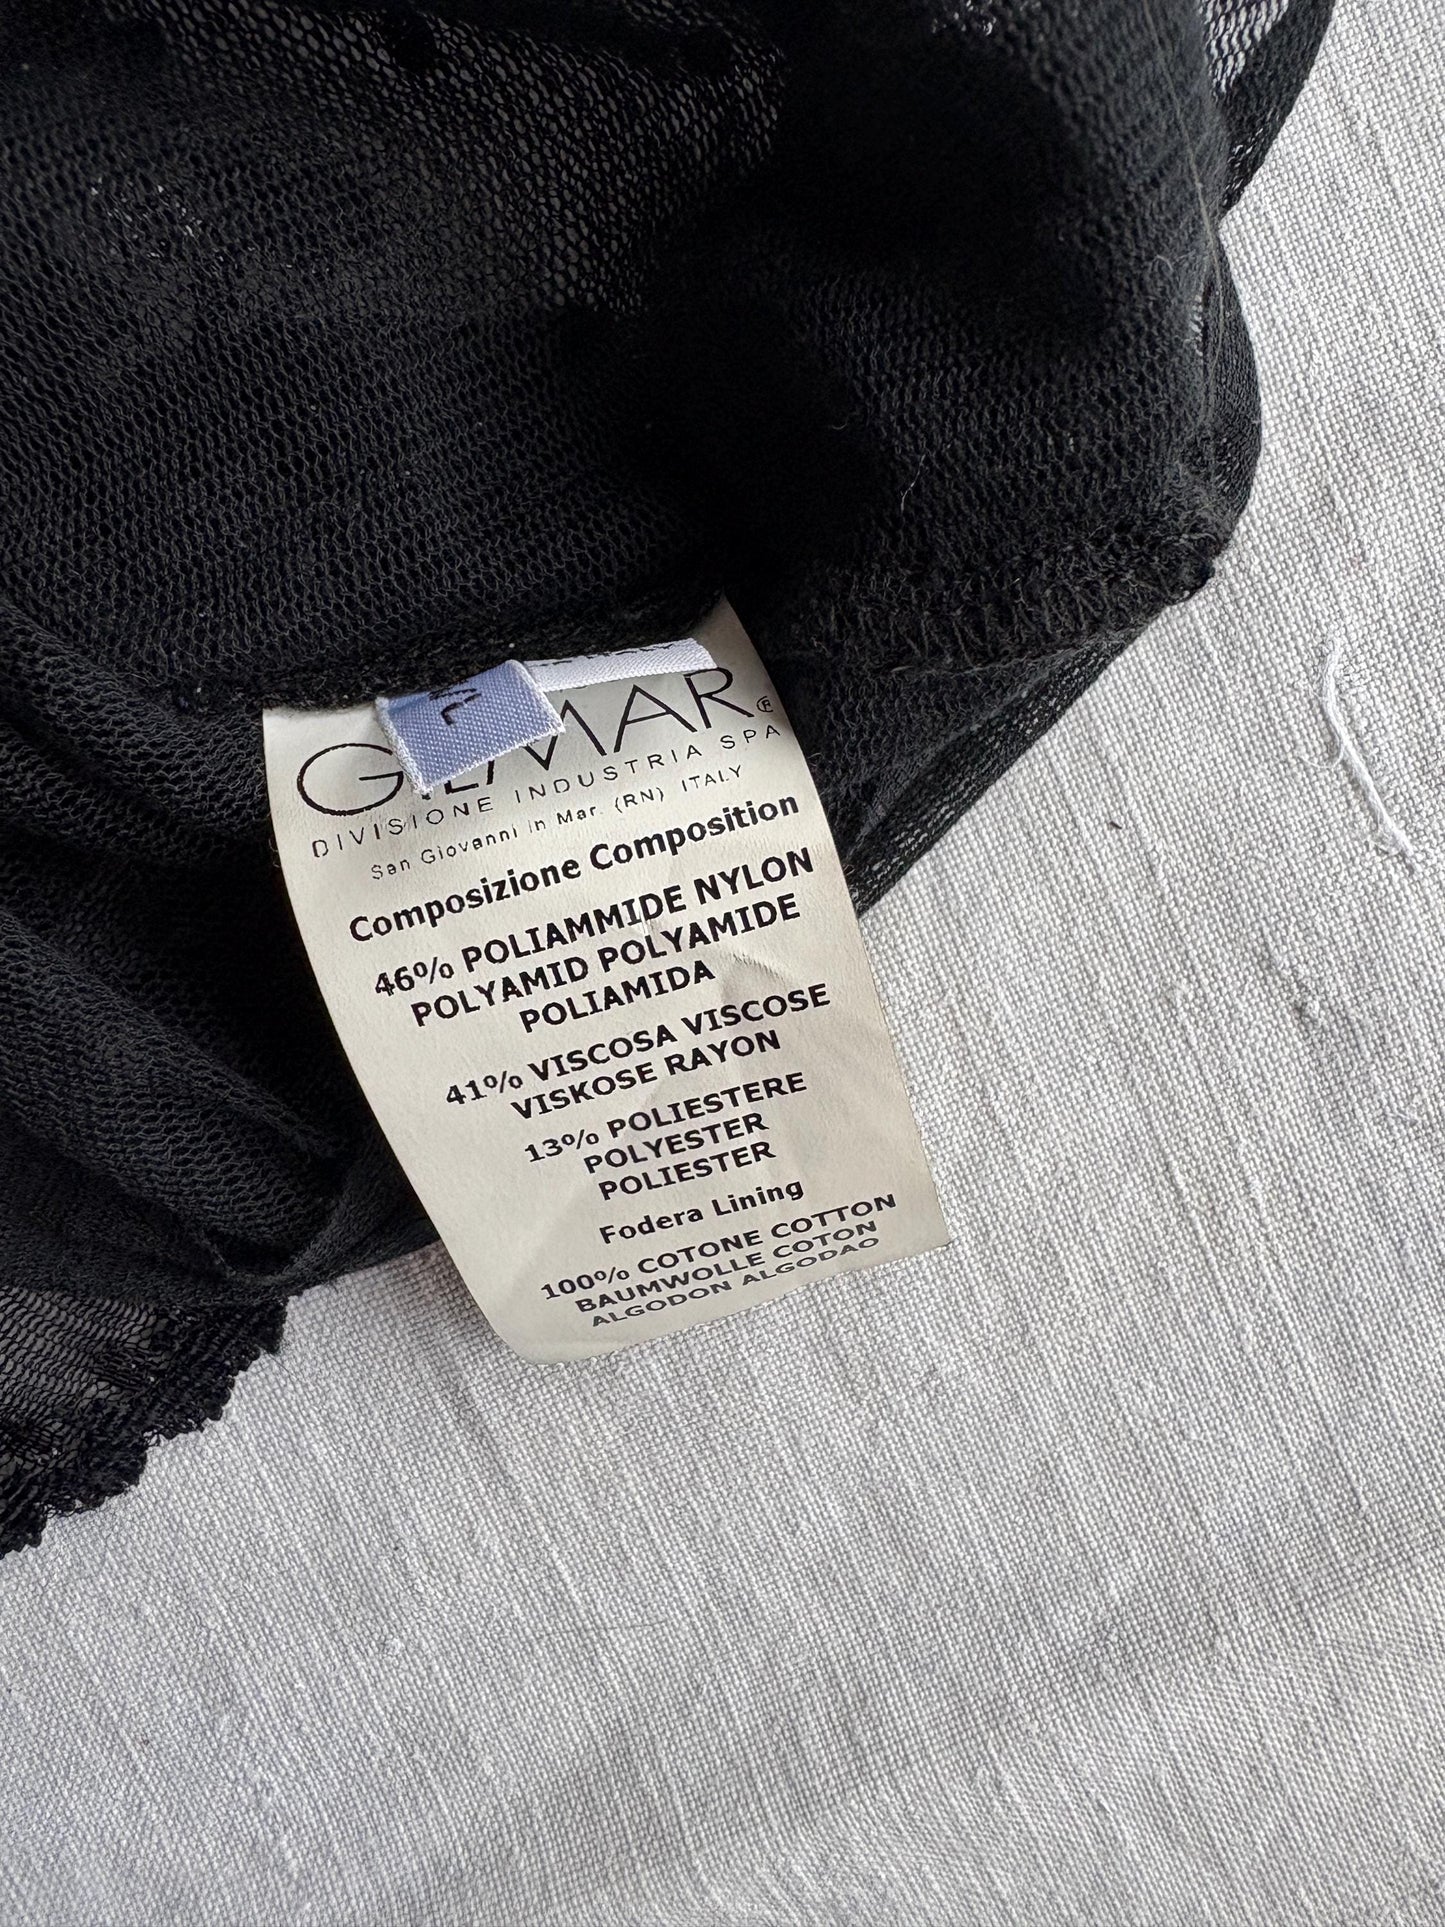 GILMAR®
DIVISIONE INDUSTRIA SPA
San Giovanni in Mar. (RN) ITALY
Composizione Composition
46% POLIAMMIDE NYLON
POLYAMID POLYAMIDE
POLIAMIDA
41% VISCOSA VISCOSE
VISKOSE RAYON
13% POLIESTERE
POLYESTER
POLIESTER
Fodera Lining
100% COTONE COTTON
BAUMWOLLE COTON
ALGODON ALGODAO